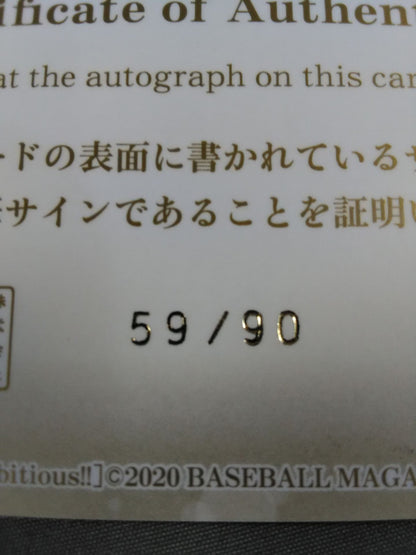 ificate of Authent
at the autograph on this car
ードの表面に書かれているサ
筆サインであることを証明い
59/90
bitious!!]©2020 BASEBALL MAGA